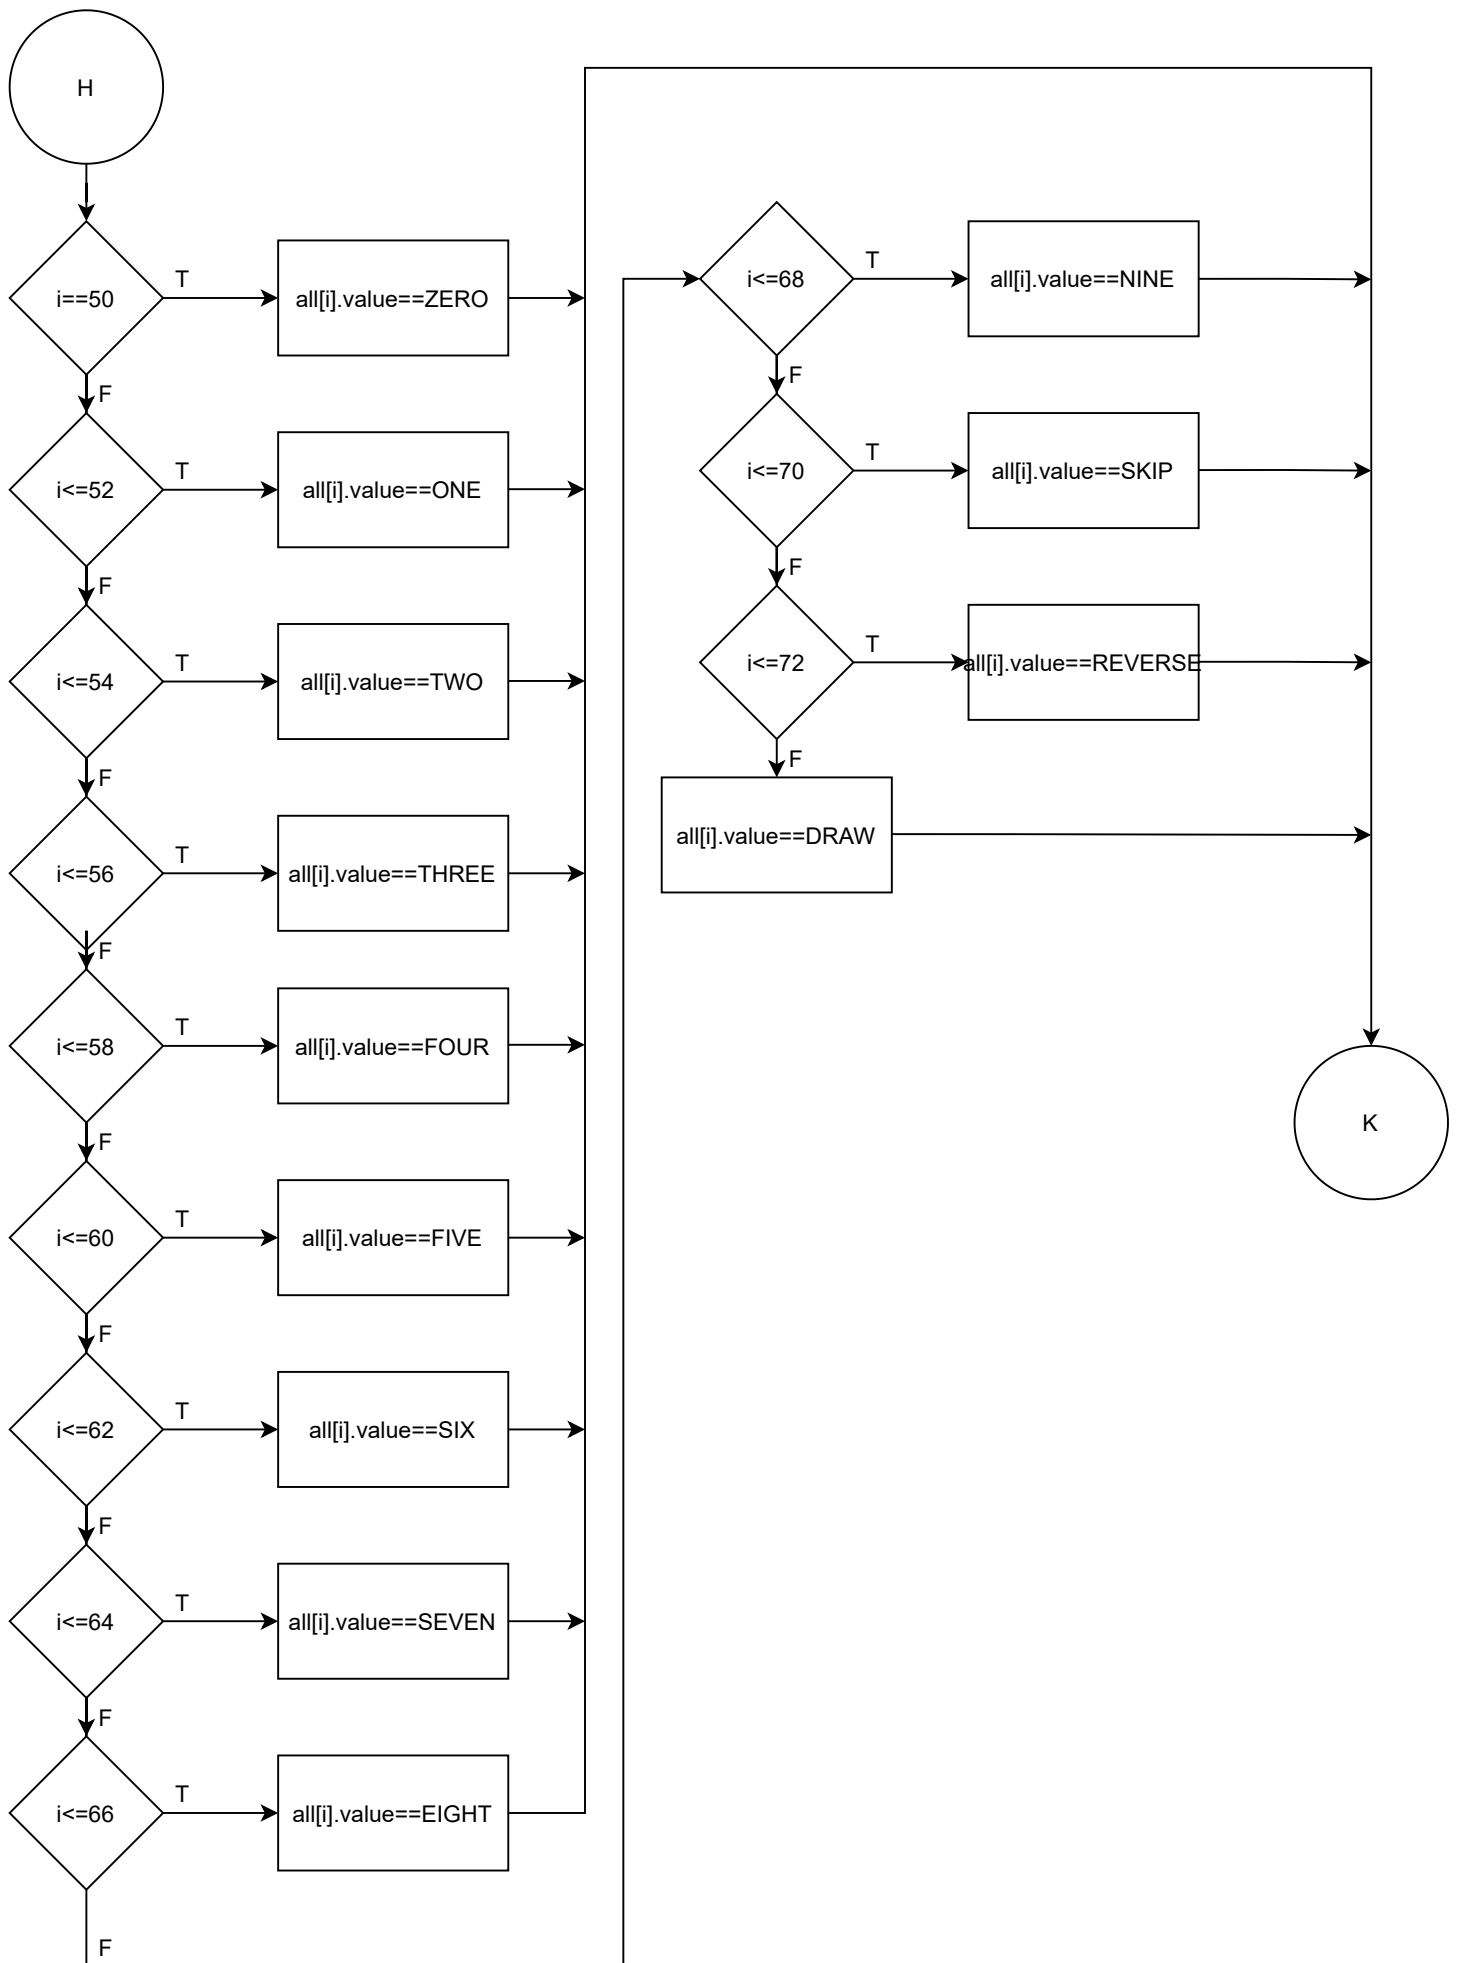 H
i==50
T
all[i].value==ZERO
F
i<=52
T
all[i].value==ONE
F
i<=54
T
all[i].value==TWO
F
i<=56
T
all[i].value==THREE
F
i<=58
T
all[i].value==FOUR
F
i<=60
T
all[i].value==FIVE
F
i<=62
T
all[i].value==SIX
F
i<=64
T
all[i].value==SEVEN
F
i<=66
T
all[i].value==EIGHT
F
i<=68
T
all[i].value==NINE
F
i<=70
T
all[i].value==SKIP
F
i<=72
T
all[i].value==REVERSE
F
all[i].value==DRAW
K